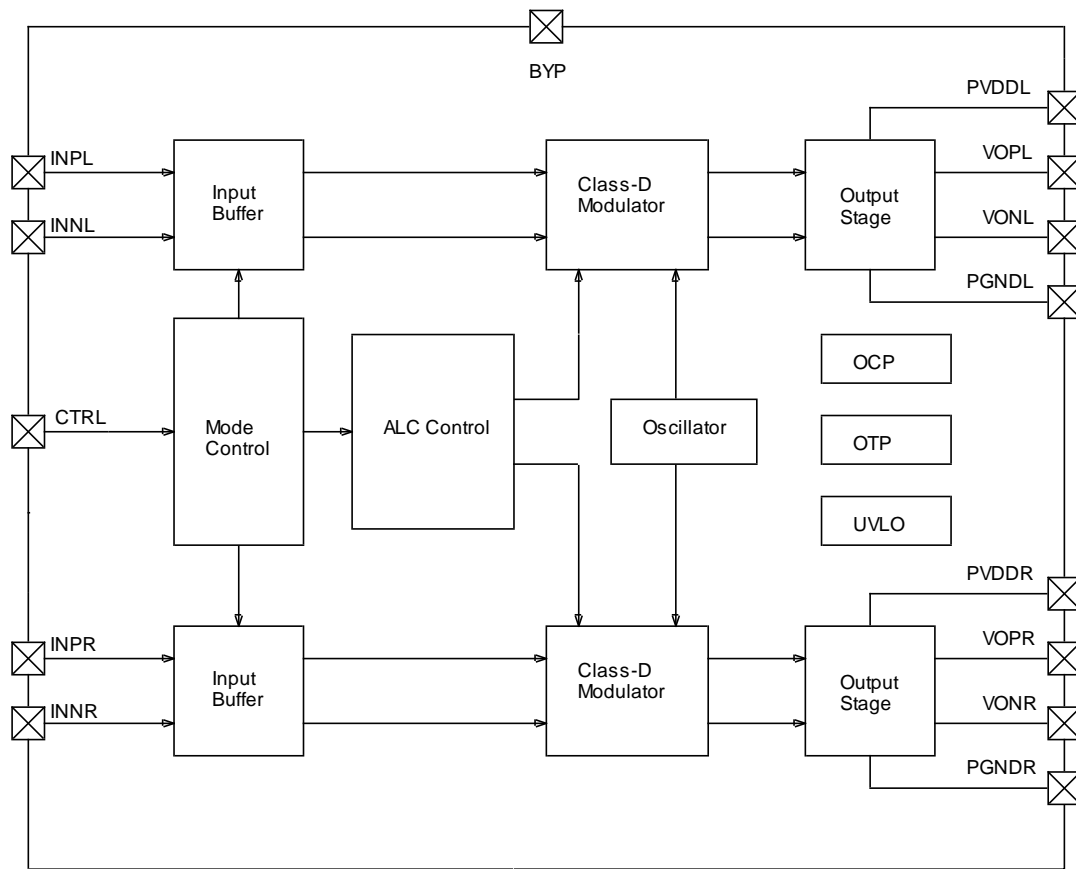 BYP
PVDDL
INPL
VOPL
Input
Buffer
Class-D
Modulator
Output
Stage
INNL
VONL
PGNDL
OCP
CTRL
Mode
Control
ALC Control
Oscillator
OTP
UVLO
PVDDR
INPR
VOPR
Input
Buffer
Class-D
Modulator
Output
Stage
INNR
VONR
PGNDR